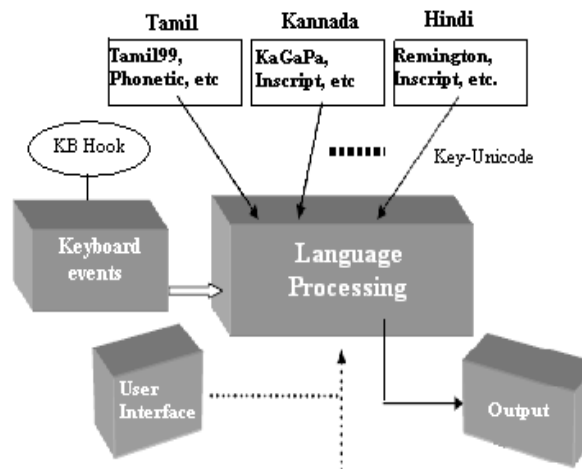 Tamil
Kannada
Hindi
Tamil99,
Phonetic, etc
KaGaPa,
Inscript, etc
Remington,
Inscript, etc.
KB Hook
Key-Unicode
Keyboard
events
Language
Processing
User
Interface
Output